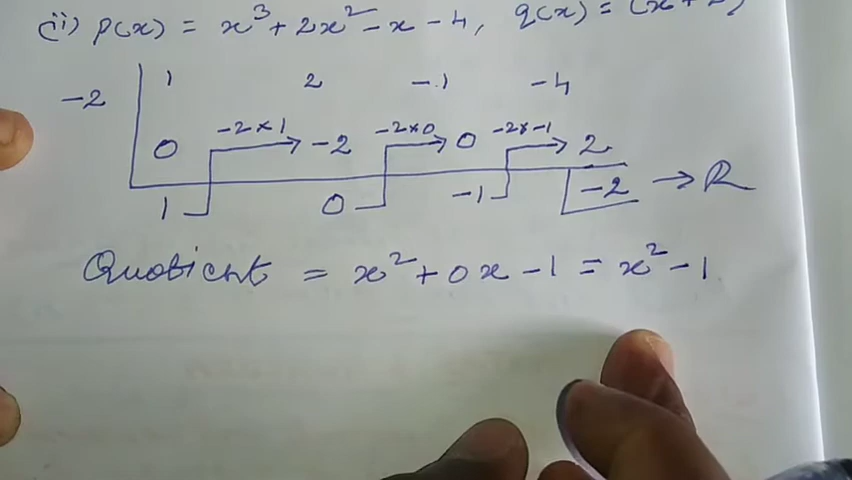 (ii) p(x) = x³ + 2x² - x - 4, q(x) = (x + 2)
-2 1 2 -1 -4
0 -2×1 -2 -2×0 0 -2×-1 2
1 0 -1 -2 → R
Quotient = x² + 0x - 1 = x² - 1